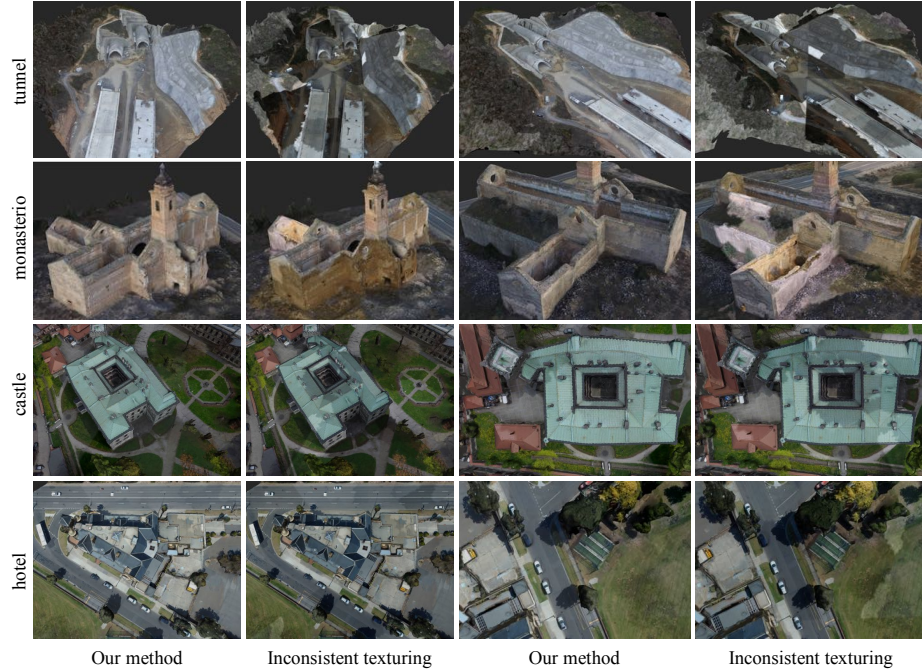 tunnel
monasterio
castle
hotel
Our method
Inconsistent texturing
Our method
Inconsistent texturing